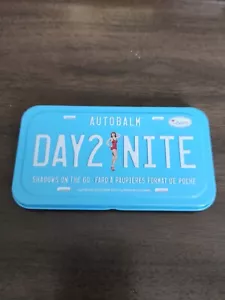 AUTOBALM
DAY2NITE
SHADOWS ON THE GO · FARD À PAUPIÈRES FORMAT DE POCHE